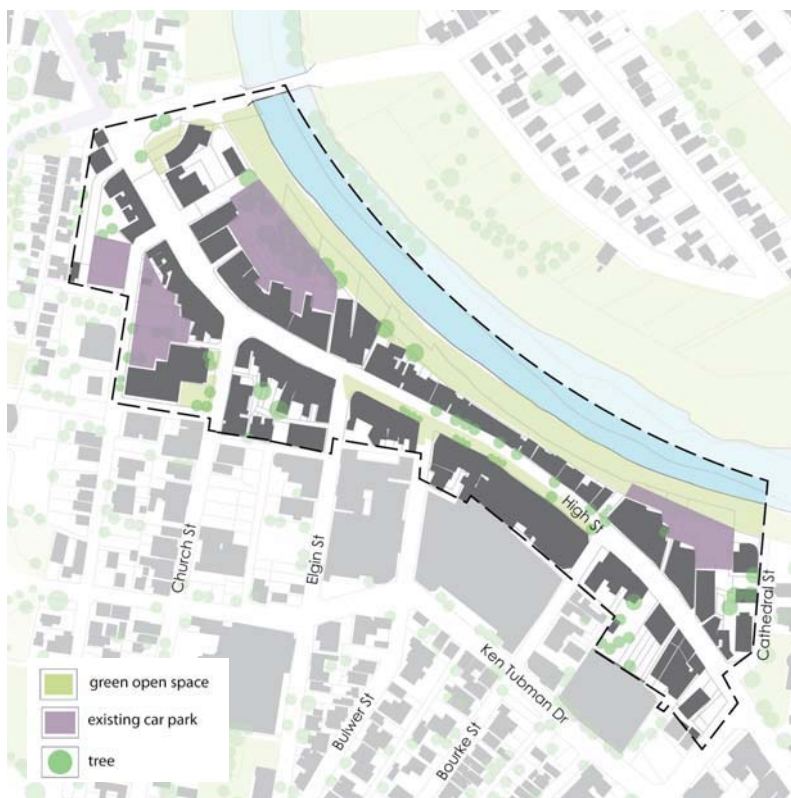 High St
Church St
Elgin St
Cathedral St
Ken Tubman Dr
Bulwer St
Bourke St
green open space
existing car park
tree